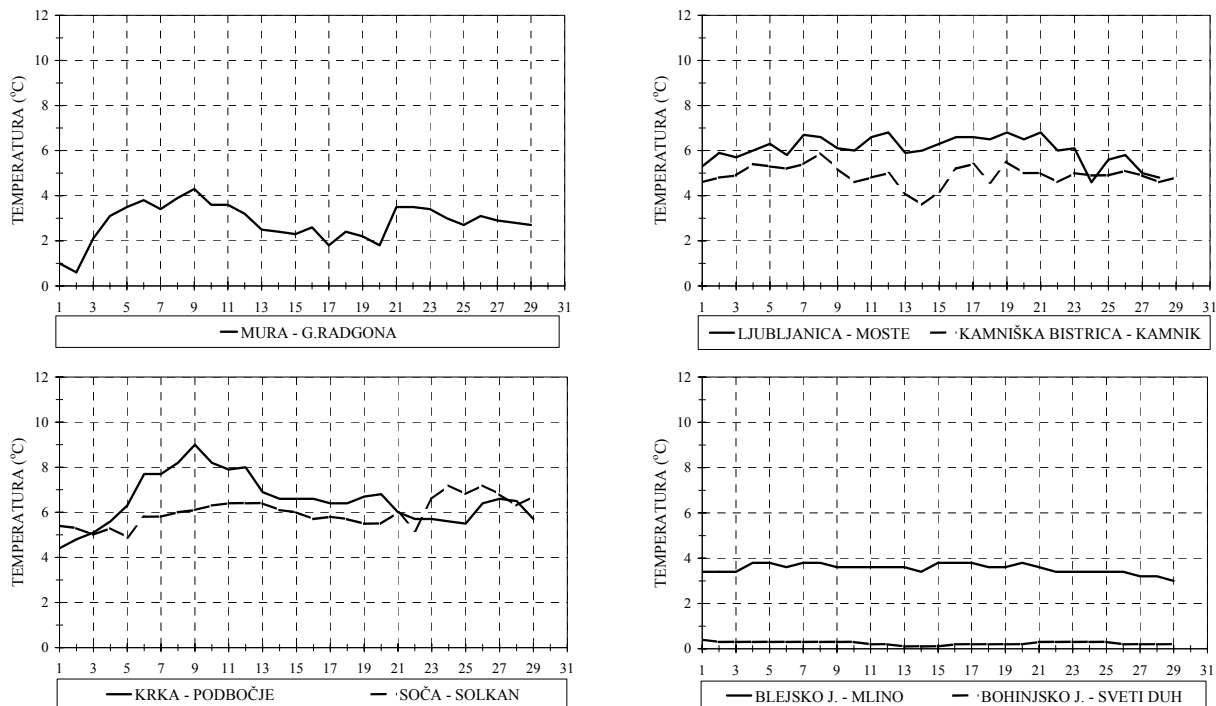 TEMPERATURA (°C)
12
10
8
6
4
2
0
1 3 5 7 9 11 13 15 17 19 21 23 25 27 29 31
MURA - G.RADGONA
TEMPERATURA (°C)
12
10
8
6
4
2
0
1 3 5 7 9 11 13 15 17 19 21 23 25 27 29 31
LJUBLJANICA - MOSTE KAMNIŠKA BISTRICA - KAMNIK
TEMPERATURA (°C)
12
10
8
6
4
2
0
1 3 5 7 9 11 13 15 17 19 21 23 25 27 29 31
KRKA - PODBOČJE SOČA - SOLKAN
TEMPERATURA (°C)
12
10
8
6
4
2
0
1 3 5 7 9 11 13 15 17 19 21 23 25 27 29 31
BLEJSKO J. - MLINO BOHINJSKO J. - SVETI DUH